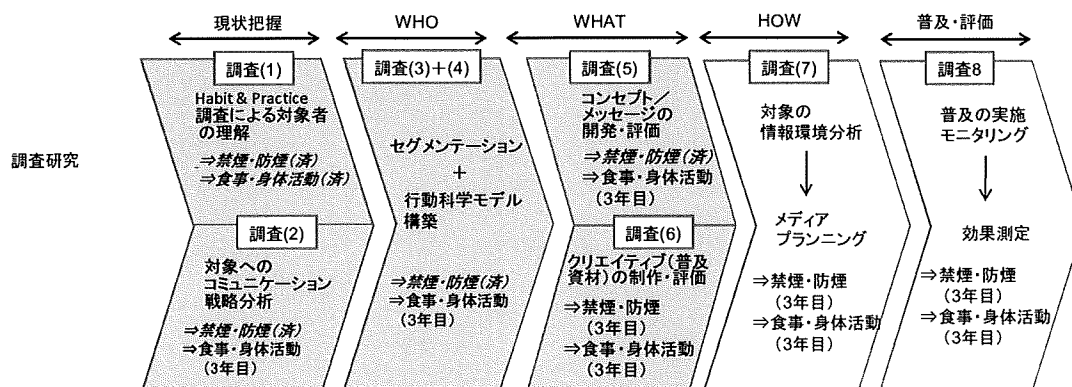 現状把握
WHO
WHAT
HOW
普及・評価
調査研究
調査(1)
Habit & Practice
調査による対象者
の理解
⇒禁煙・防煙(済)
⇒食事・身体活動(済)
調査(2)
対象への
コミュニケーション
戦略分析
⇒禁煙・防煙(済)
⇒食事・身体活動
(3年目)
調査(3)+(4)
セグメンテーション
+
行動科学モデル
構築
⇒禁煙・防煙(済)
⇒食事・身体活動
(3年目)
調査(5)
コンセプト/
メッセージの
開発・評価
⇒禁煙・防煙(済)
⇒食事・身体活動
(3年目)
調査(6)
クリエイティブ(普及
資材)の制作・評価
⇒禁煙・防煙
(3年目)
⇒食事・身体活動
(3年目)
調査(7)
対象の
情報環境分析
メディア
プランニング
⇒禁煙・防煙
(3年目)
⇒食事・身体活動
(3年目)
調査8
普及の実施
モニタリング
効果測定
⇒禁煙・防煙
(3年目)
⇒食事・身体活動
(3年目)